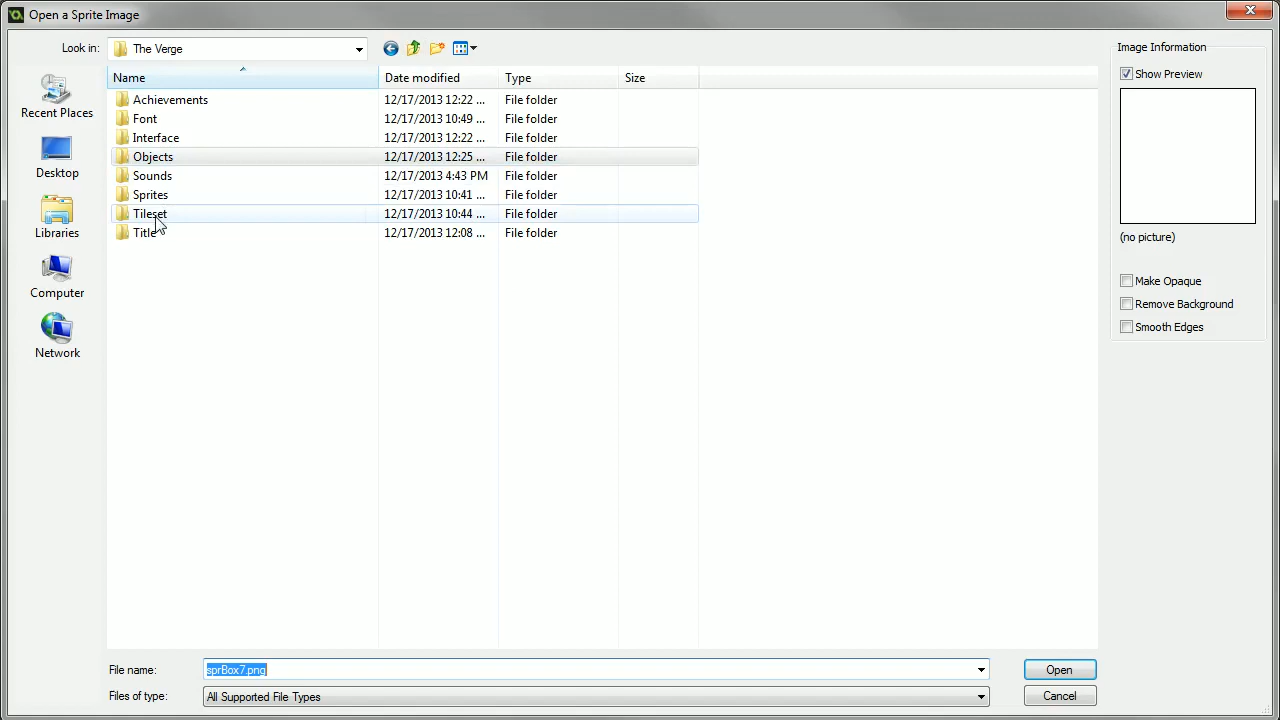 Open a Sprite Image
Look in: The Verge
Image Information
Name Date modified Type Size
Show Preview
Achievements 12/17/2013 12:22 ... File folder
Font 12/17/2013 10:49 ... File folder
Interface 12/17/2013 12:22 ... File folder
Objects 12/17/2013 12:25 ... File folder
Sounds 12/17/2013 4:43 PM File folder
Sprites 12/17/2013 10:41 ... File folder
Tileset 12/17/2013 10:44 ... File folder
Title 12/17/2013 12:08 ... File folder
Recent Places
Desktop
Libraries
Computer
Network
(no picture)
Make Opaque
Remove Background
Smooth Edges
File name: sprBox7.png Open
Files of type: All Supported File Types Cancel